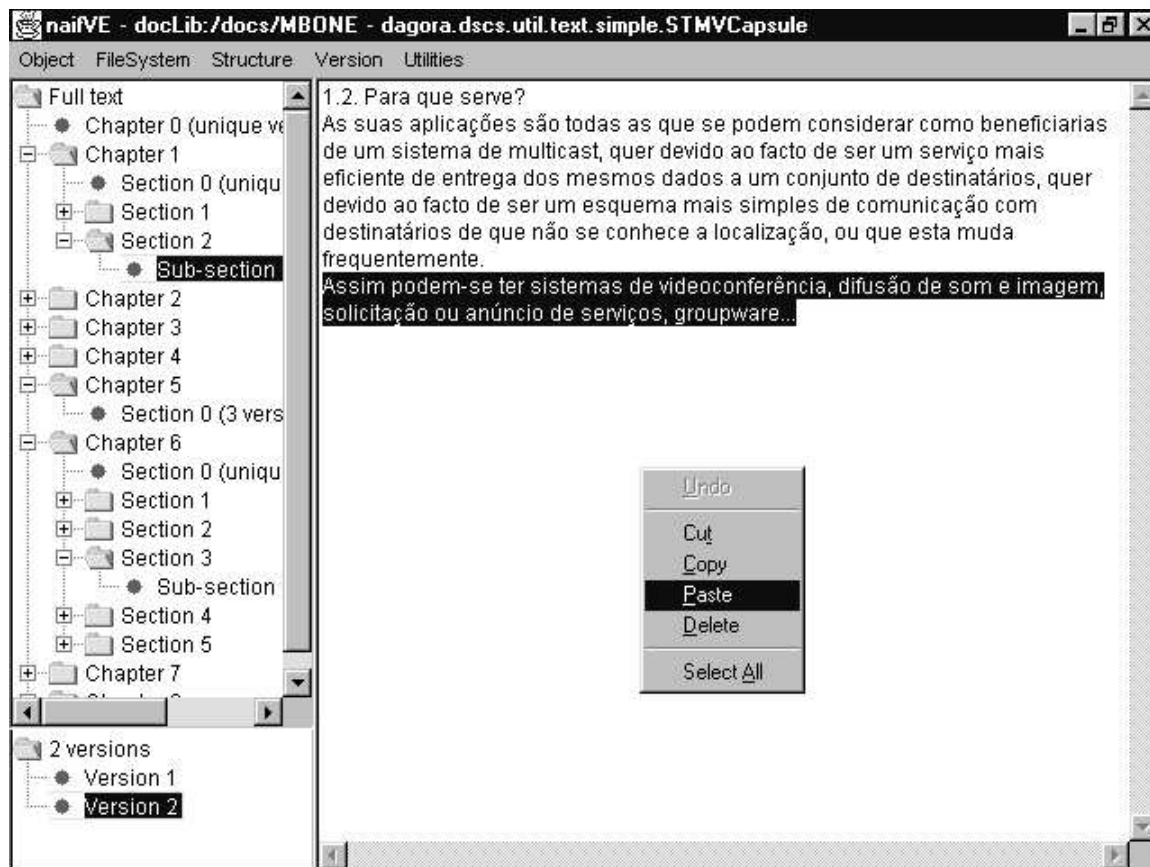 naifVE - docLib:/docs/MBONE - dagora.dscs.util.text.simple.STMVCapsule
Object FileSystem Structure Version Utilities
Full text
Chapter 0 (unique ve
Chapter 1
Section 0 (uniqu
Section 1
Section 2
Sub-section
Chapter 2
Chapter 3
Chapter 4
Chapter 5
Section 0 (3 vers
Chapter 6
Section 0 (uniqu
Section 1
Section 2
Section 3
Sub-section
Section 4
Section 5
Chapter 7
2 versions
Version 1
Version 2
1.2. Para que serve?
As suas aplicações são todas as que se podem considerar como beneficiarias
de um sistema de multicast, quer devido ao facto de ser um serviço mais
eficiente de entrega dos mesmos dados a um conjunto de destinatários, quer
devido ao facto de ser um esquema mais simples de comunicação com
destinatários de que não se conhece a localização, ou que esta muda
frequentemente.
Assim podem-se ter sistemas de videoconferência, difusão de som e imagem,
solicitação ou anúncio de serviços, groupware...
Undo
Cut
Copy
Paste
Delete
Select All